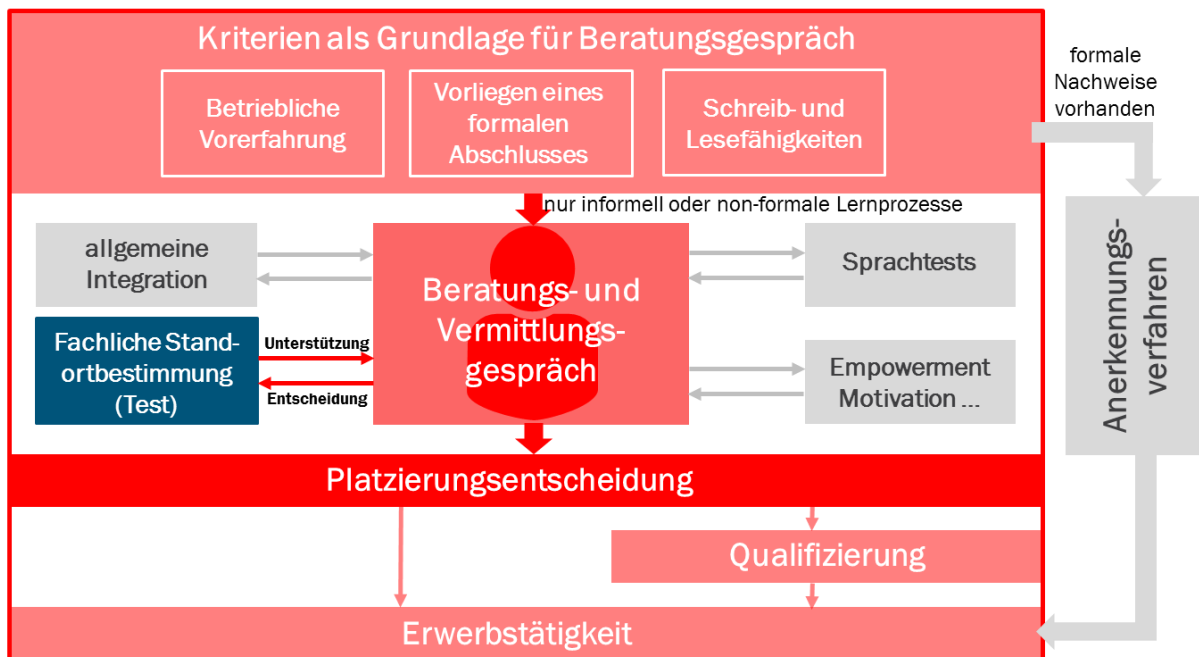 Kriterien als Grundlage für Beratungsgespräch
Betriebliche
Vorerfahrung
Vorliegen eines
formalen
Abschlusses
Schreib- und
Lesefähigkeiten
formale
Nachweise
vorhanden
nur informell oder non-formale Lernprozesse
allgemeine
Integration
Beratungs- und
Vermittlungs-
gespräch
Sprachtests
Fachliche Stand-
ortbestimmung
(Test)
Unterstützung
Entscheidung
Empowerment
Motivation ...
Anerkennungs-
verfahren
Platzierungsentscheidung
Qualifizierung
Erwerbstätigkeit